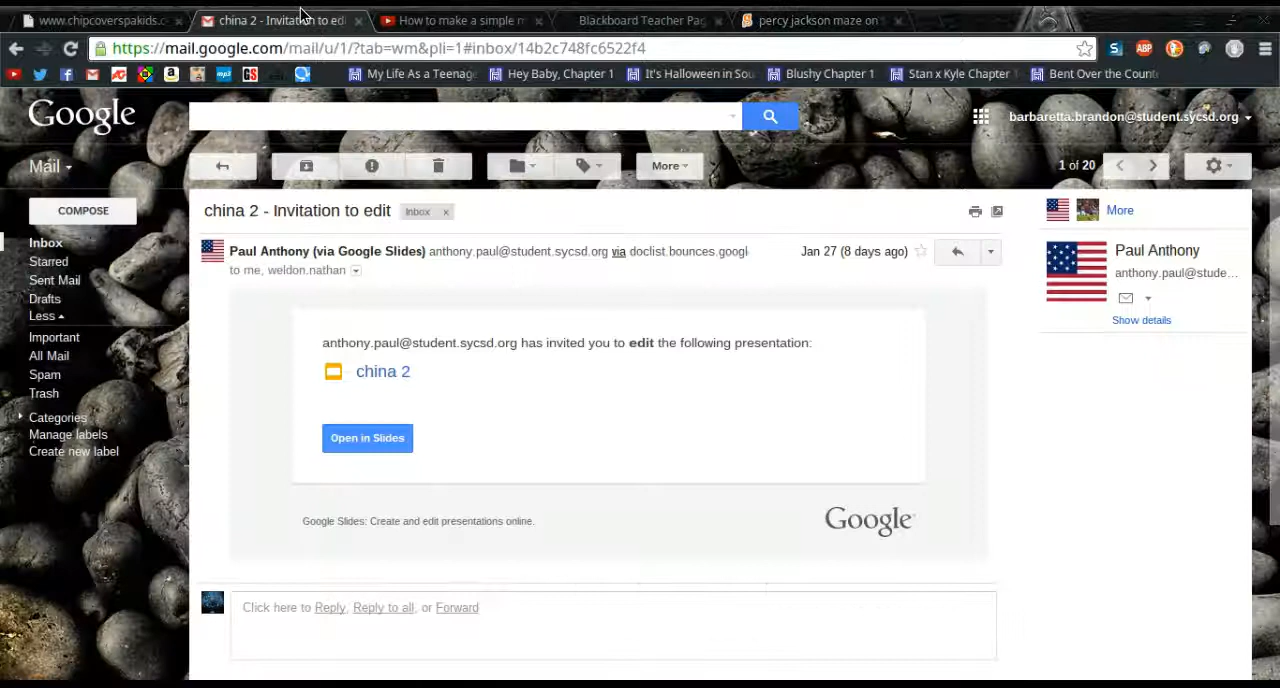 www.chipcoverspakids.c
china 2 - Invitation to edi
How to make a simple m
Blackboard Teacher Pag
percy jackson maze on
https://mail.google.com/mail/u/1/?tab=wm&pli=1#inbox/14b2c748fc6522f4
My Life As a Teenag
Hey Baby, Chapter 1
It's Halloween in Sou
Blushy Chapter 1
Stan x Kyle Chapter
Bent Over the Count
Google
barbaretta.brandon@student.sycsd.org
Mail
More
1 of 20
COMPOSE
china 2 - Invitation to edit
Inbox x
More
Inbox
Starred
Sent Mail
Drafts
Less
Important
All Mail
Spam
Trash
Categories
Manage labels
Create new label
Paul Anthony (via Google Slides) anthony.paul@student.sycsd.org via doclist.bounces.googl
Jan 27 (8 days ago)
to me, weldon.nathan
Paul Anthony
anthony.paul@stude...
Show details
anthony.paul@student.sycsd.org has invited you to edit the following presentation:
china 2
Open in Slides
Google Slides: Create and edit presentations online.
Google
Click here to Reply, Reply to all, or Forward